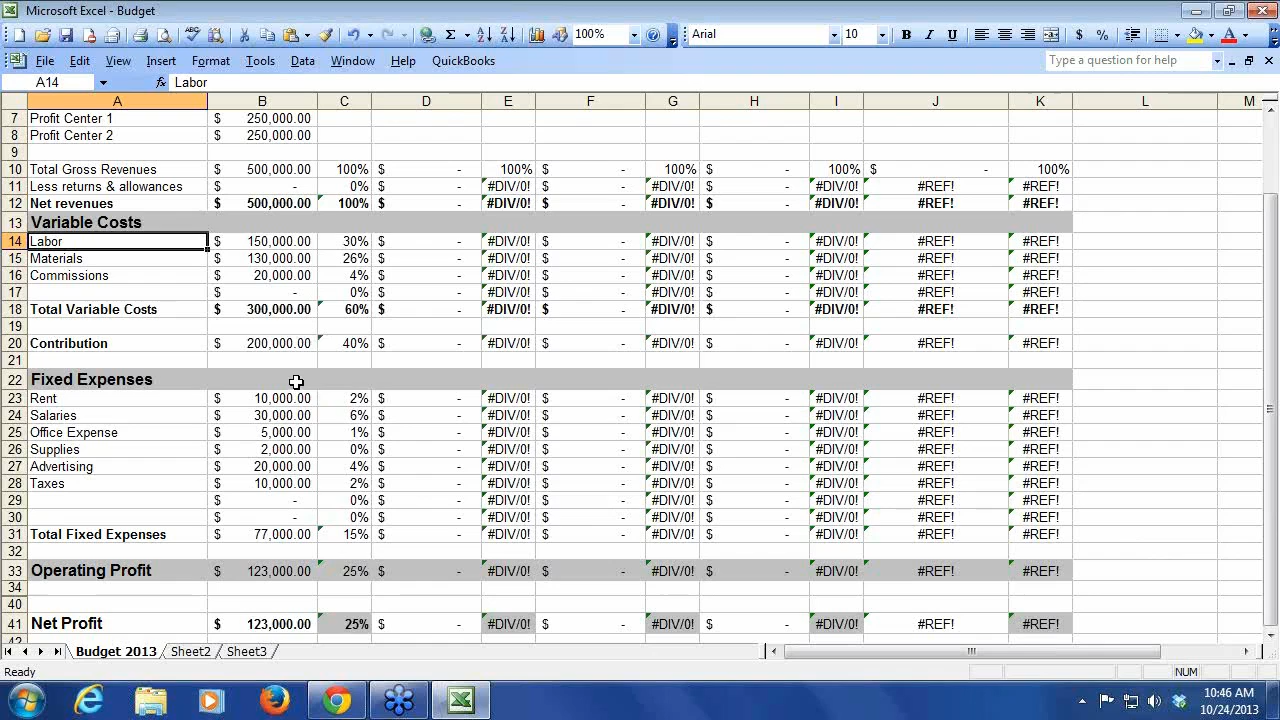 Microsoft Excel - Budget
100% Arial 10 B I U $ %
File Edit View Insert Format Tools Data Window Help QuickBooks Type a question for help
A14 fx Labor
A B C D E F G H I J K L M
7 Profit Center 1 $ 250,000.00
8 Profit Center 2 $ 250,000.00
9
10 Total Gross Revenues $ 500,000.00 100% $ - 100% $ - 100% $ - 100% $ - 100%
11 Less returns & allowances $ - 0% $ - #DIV/0! $ - #DIV/0! $ - #DIV/0! #REF! #REF!
12 Net revenues $ 500,000.00 100% $ - #DIV/0! $ - #DIV/0! $ - #DIV/0! #REF! #REF!
13 Variable Costs
14 Labor $ 150,000.00 30% $ - #DIV/0! $ - #DIV/0! $ - #DIV/0! #REF! #REF!
15 Materials $ 130,000.00 26% $ - #DIV/0! $ - #DIV/0! $ - #DIV/0! #REF! #REF!
16 Commissions $ 20,000.00 4% $ - #DIV/0! $ - #DIV/0! $ - #DIV/0! #REF! #REF!
17 $ - 0% $ - #DIV/0! $ - #DIV/0! $ - #DIV/0! #REF! #REF!
18 Total Variable Costs $ 300,000.00 60% $ - #DIV/0! $ - #DIV/0! $ - #DIV/0! #REF! #REF!
19
20 Contribution $ 200,000.00 40% $ - #DIV/0! $ - #DIV/0! $ - #DIV/0! #REF! #REF!
21
22 Fixed Expenses
23 Rent $ 10,000.00 2% $ - #DIV/0! $ - #DIV/0! $ - #DIV/0! #REF! #REF!
24 Salaries $ 30,000.00 6% $ - #DIV/0! $ - #DIV/0! $ - #DIV/0! #REF! #REF!
25 Office Expense $ 5,000.00 1% $ - #DIV/0! $ - #DIV/0! $ - #DIV/0! #REF! #REF!
26 Supplies $ 2,000.00 0% $ - #DIV/0! $ - #DIV/0! $ - #DIV/0! #REF! #REF!
27 Advertising $ 20,000.00 4% $ - #DIV/0! $ - #DIV/0! $ - #DIV/0! #REF! #REF!
28 Taxes $ 10,000.00 2% $ - #DIV/0! $ - #DIV/0! $ - #DIV/0! #REF! #REF!
29 $ - 0% $ - #DIV/0! $ - #DIV/0! $ - #DIV/0! #REF! #REF!
30 $ - 0% $ - #DIV/0! $ - #DIV/0! $ - #DIV/0! #REF! #REF!
31 Total Fixed Expenses $ 77,000.00 15% $ - #DIV/0! $ - #DIV/0! $ - #DIV/0! #REF! #REF!
32
33 Operating Profit $ 123,000.00 25% $ - #DIV/0! $ - #DIV/0! $ - #DIV/0! #REF! #REF!
34
40
41 Net Profit $ 123,000.00 25% $ - #DIV/0! $ - #DIV/0! $ - #DIV/0! #REF! #REF!
42
Budget 2013 Sheet2 Sheet3
Ready NUM
10:46 AM
10/24/2013